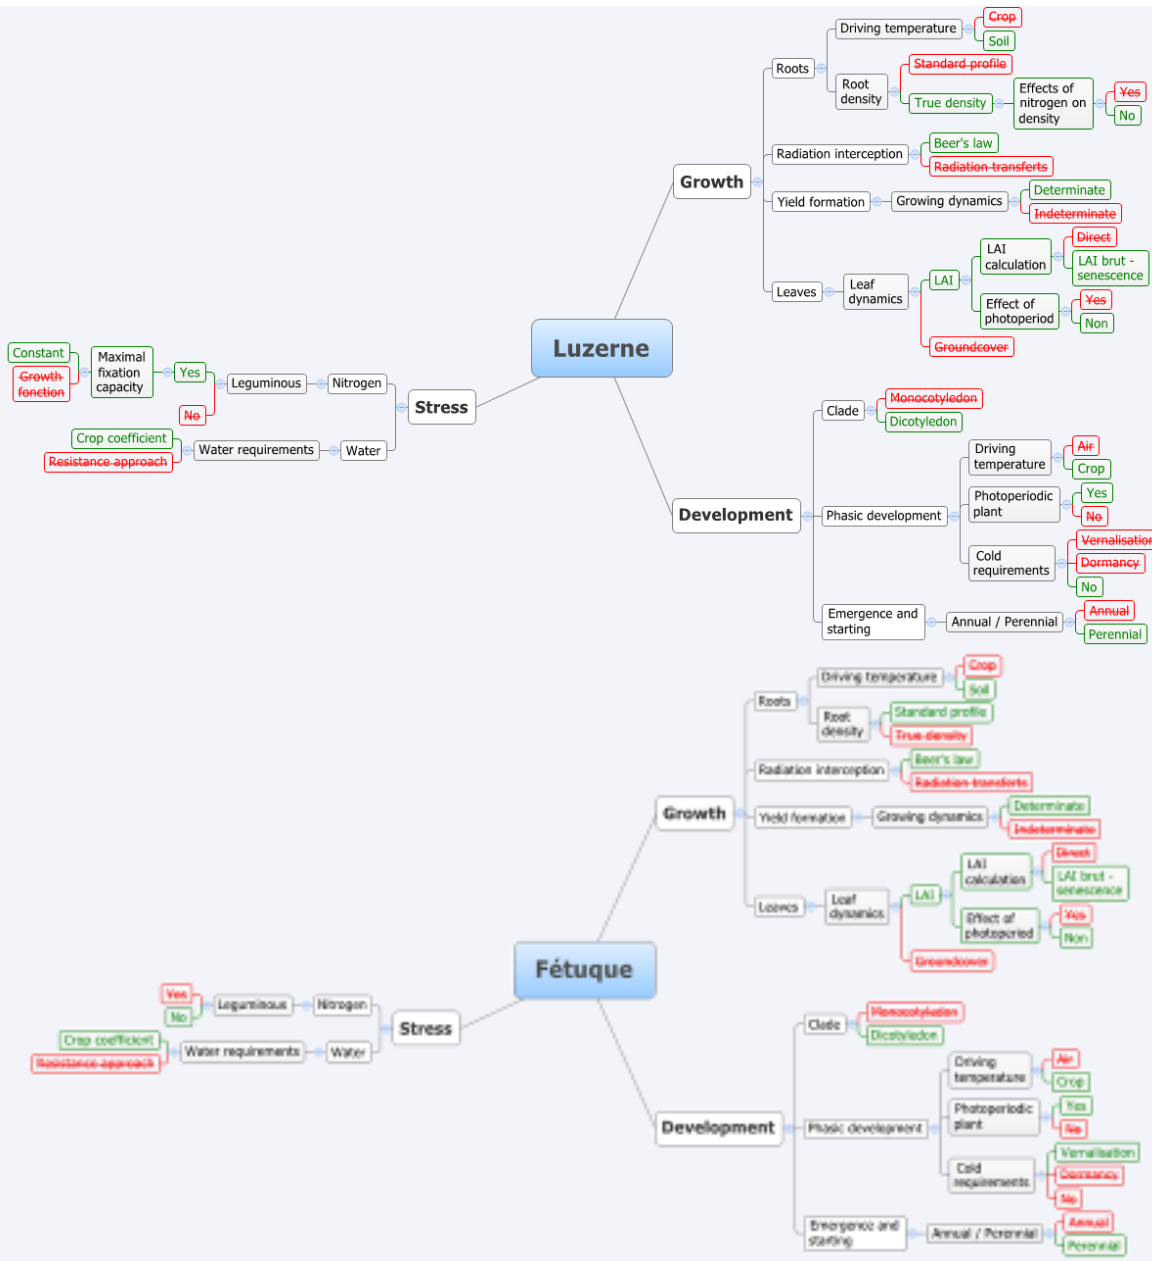 Luzerne
Growth
Roots
Driving temperature
Crop
Soil
Root
density
Standard profile
True density
Effects of
nitrogen on
density
Yes
No
Radiation interception
Beer's law
Radiation transferts
Yield formation
Growing dynamics
Determinate
Indeterminate
Leaves
Leaf
dynamics
LAI
LAI
calculation
Direct
LAI brut -
senescence
Effect of
photoperiod
Yes
Non
Groundcover
Stress
Nitrogen
Leguminous
Yes
Maximal
fixation
capacity
Constant
Growth
fonction
No
Water
Water requirements
Crop coefficient
Resistance approach
Development
Clade
Monocotyledon
Dicotyledon
Phasic development
Driving
temperature
Air
Crop
Photoperiodic
plant
Yes
No
Cold
requirements
Vernalisation
Dormancy
No
Emergence and
starting
Annual / Perennial
Annual
Perennial
Fétuque
Growth
Roots
Driving temperature
Crop
Soil
Root
density
Standard profile
True density
Radiation interception
Beer's law
Radiation transferts
Yield formation
Growing dynamics
Determinate
Indeterminate
Leaves
Leaf
dynamics
LAI
LAI
calculation
Direct
LAI brut -
senescence
Effect of
photoperiod
Yes
Non
Groundcover
Stress
Nitrogen
Leguminous
Yes
No
Water
Water requirements
Crop coefficient
Resistance approach
Development
Clade
Monocotyledon
Dicotyledon
Phasic development
Driving
temperature
Air
Crop
Photoperiodic
plant
Yes
No
Cold
requirements
Vernalisation
Dormancy
No
Emergence and
starting
Annual / Perennial
Annual
Perennial